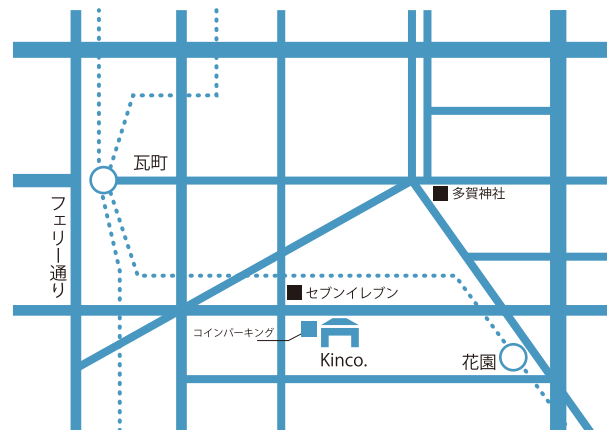 瓦町
多賀神社
フェリー通り
セブンイレブン
コインパーキング
Kinco.
花園